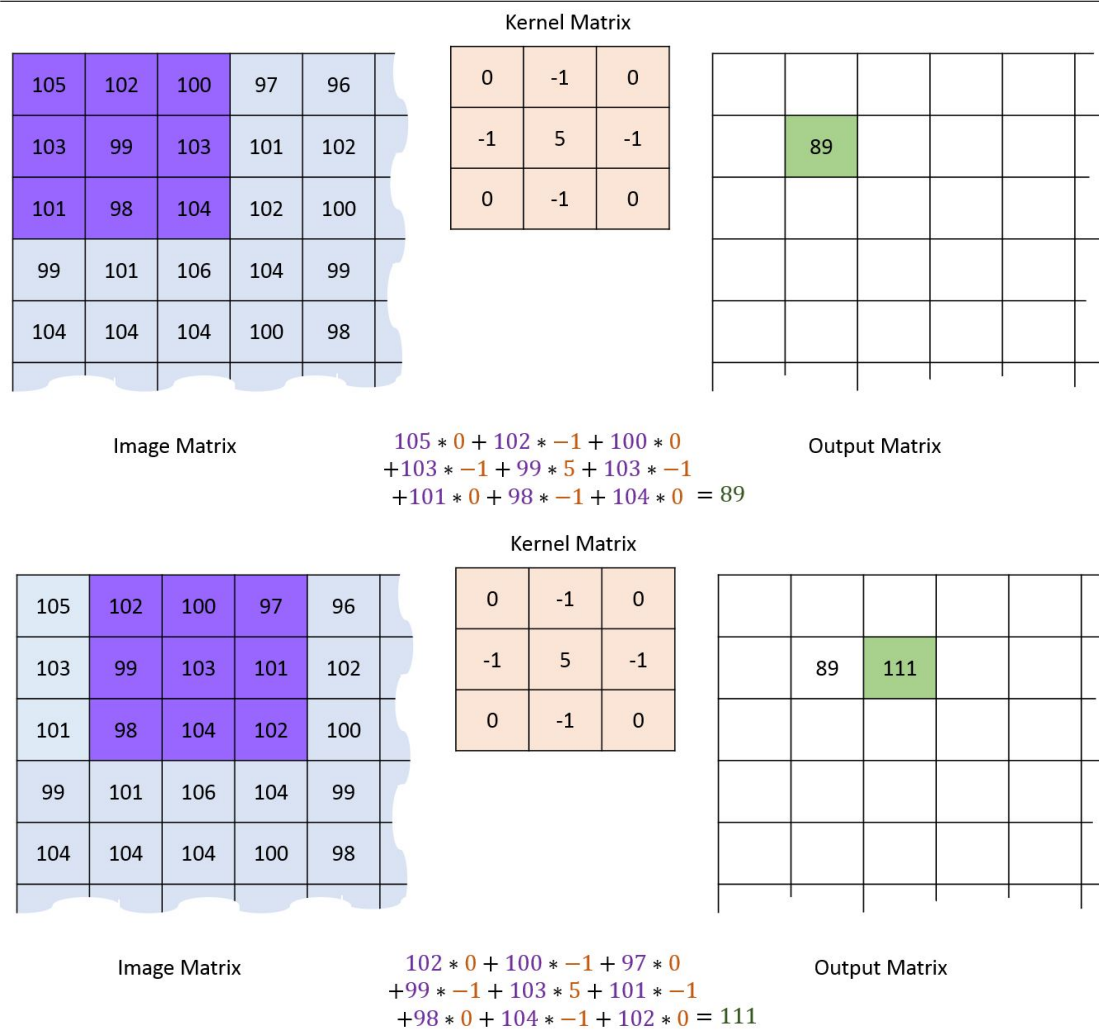 Kernel Matrix
105 102 100 97 96 0 -1 0
103 99 103 101 102 -1 5 -1 89
101 98 104 102 100 0 -1 0
99 101 106 104 99
104 104 104 100 98
Image Matrix Output Matrix
105 * 0 + 102 * −1 + 100 * 0
+103 * −1 + 99 * 5 + 103 * −1
+101 * 0 + 98 * −1 + 104 * 0 = 89
Kernel Matrix
105 102 100 97 96 0 -1 0
103 99 103 101 102 -1 5 -1 89 111
101 98 104 102 100 0 -1 0
99 101 106 104 99
104 104 104 100 98
Image Matrix Output Matrix
102 * 0 + 100 * −1 + 97 * 0
+99 * −1 + 103 * 5 + 101 * −1
+98 * 0 + 104 * −1 + 102 * 0 = 111